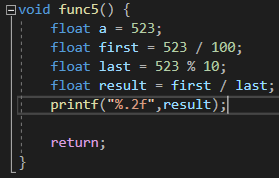 void func5() {
float a = 523;
float first = 523 / 100;
float last = 523 % 10;
float result = first / last;
printf("%.2f",result);
return;
}